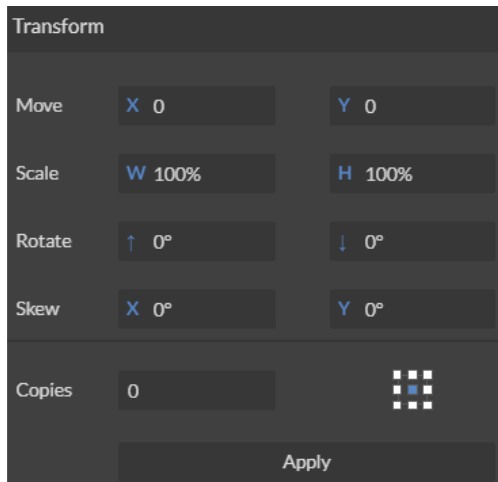 Transform
Move X 0 Y 0
Scale W 100% H 100%
Rotate ↑ 0° ↓ 0°
Skew X 0° Y 0°
Copies 0
Apply